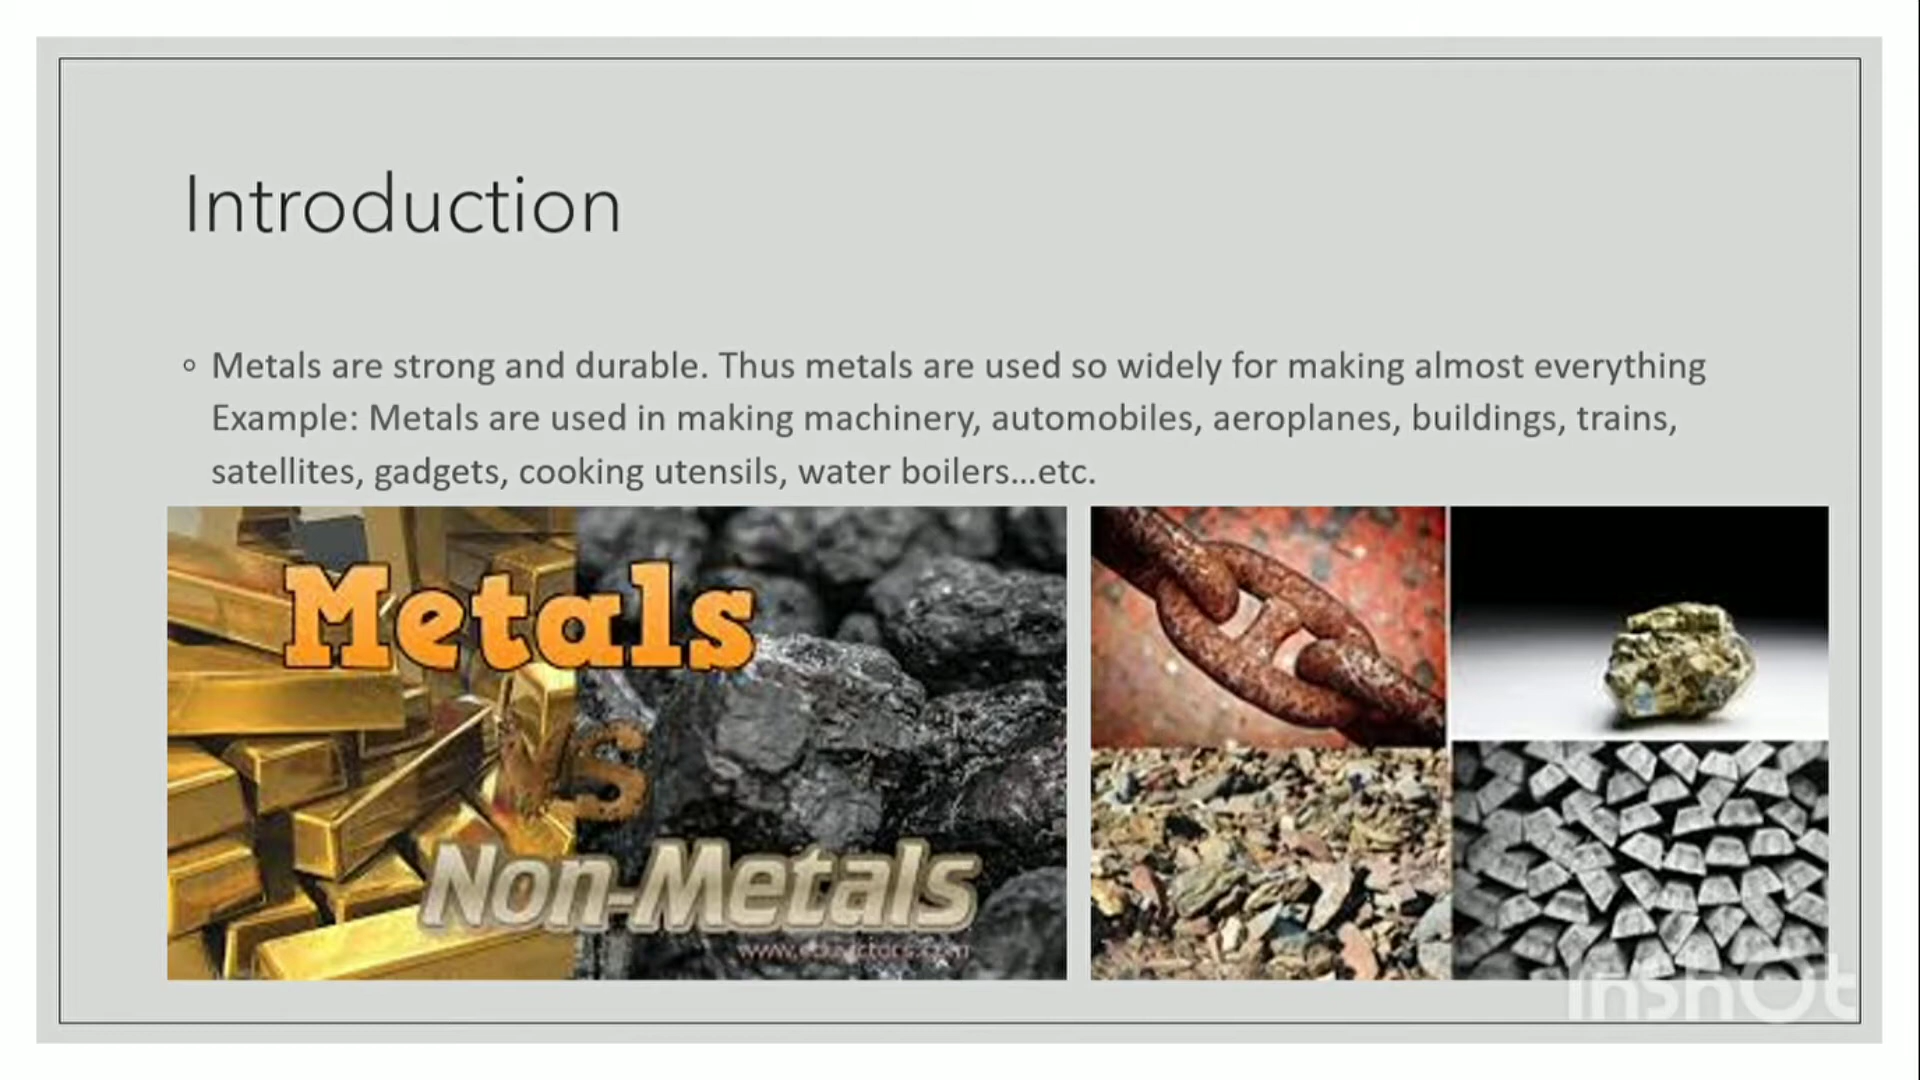 Introduction
◦ Metals are strong and durable. Thus metals are used so widely for making almost everything
Example: Metals are used in making machinery, automobiles, aeroplanes, buildings, trains,
satellites, gadgets, cooking utensils, water boilers...etc.
Metals
VS
Non-Metals
InShOt